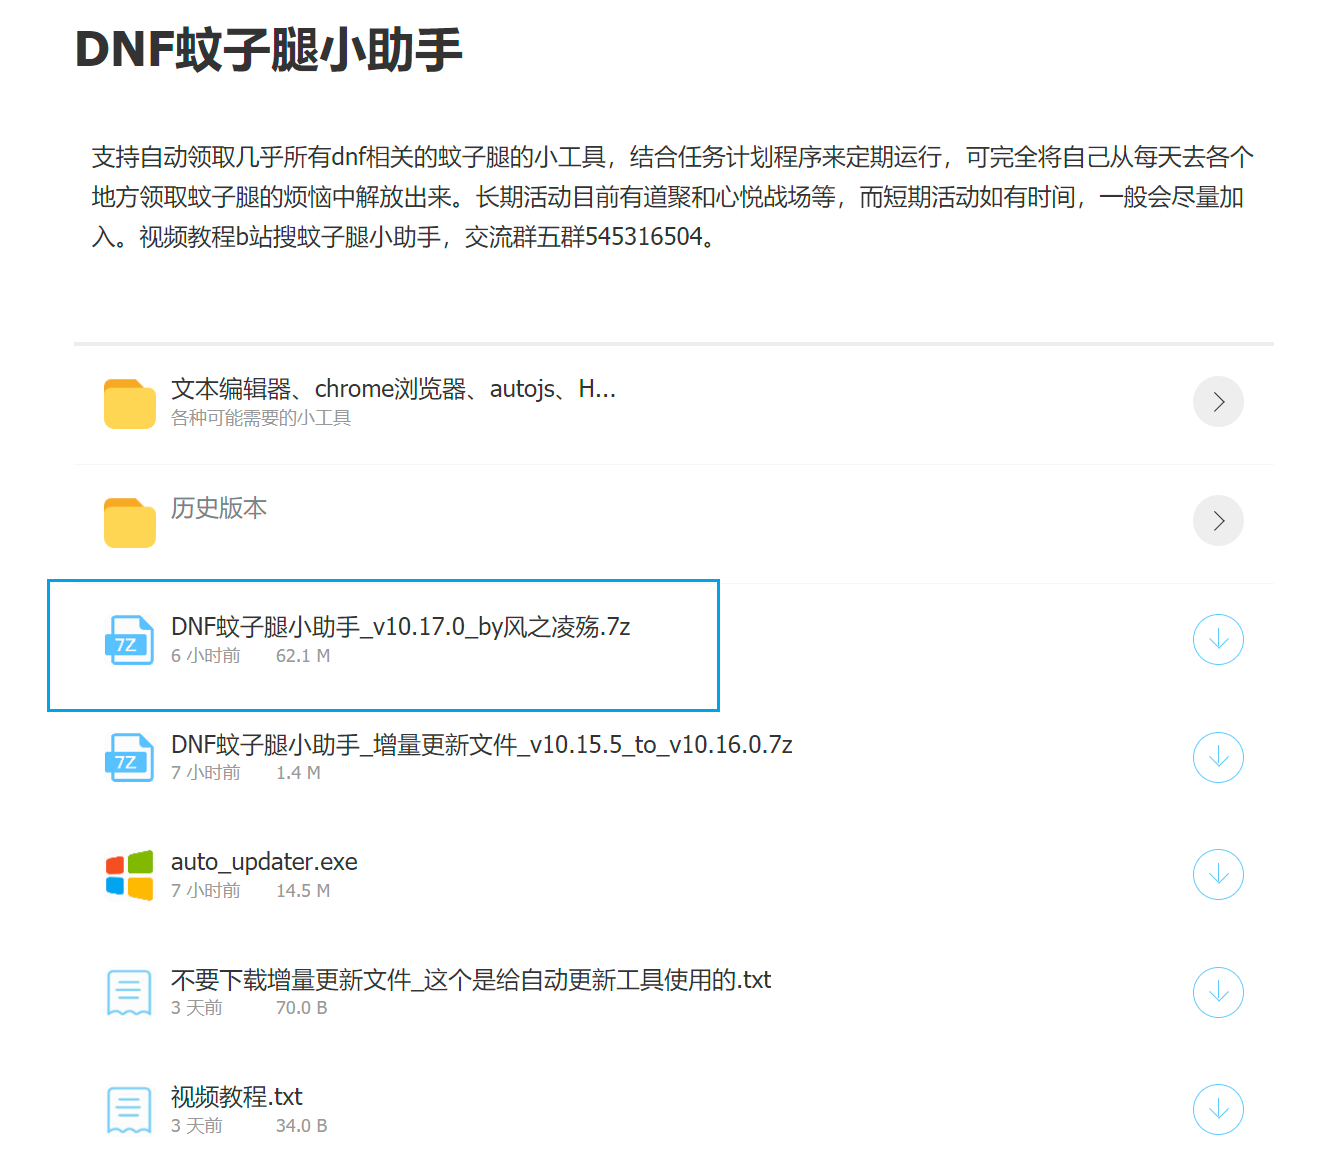 DNF蚊子腿小助手
支持自动领取几乎所有dnf相关的蚊子腿的小工具，结合任务计划程序来定期运行，可完全将自己从每天去各个
地方领取蚊子腿的烦恼中解放出来。长期活动目前有道聚和心悦战场等，而短期活动如有时间，一般会尽量加
入。视频教程b站搜蚊子腿小助手，交流群五群545316504。
文本编辑器、chrome浏览器、autojs、H...
各种可能需要的小工具
历史版本
DNF蚊子腿小助手_v10.17.0_by风之凌殇.7z
7Z
6 小时前 62.1 M
DNF蚊子腿小助手_增量更新文件_v10.15.5_to_v10.16.0.7z
7Z
7 小时前 1.4 M
auto_updater.exe
7 小时前 14.5 M
不要下载增量更新文件_这个是给自动更新工具使用的.txt
3 天前 70.0 B
视频教程.txt
3 天前 34.0 B